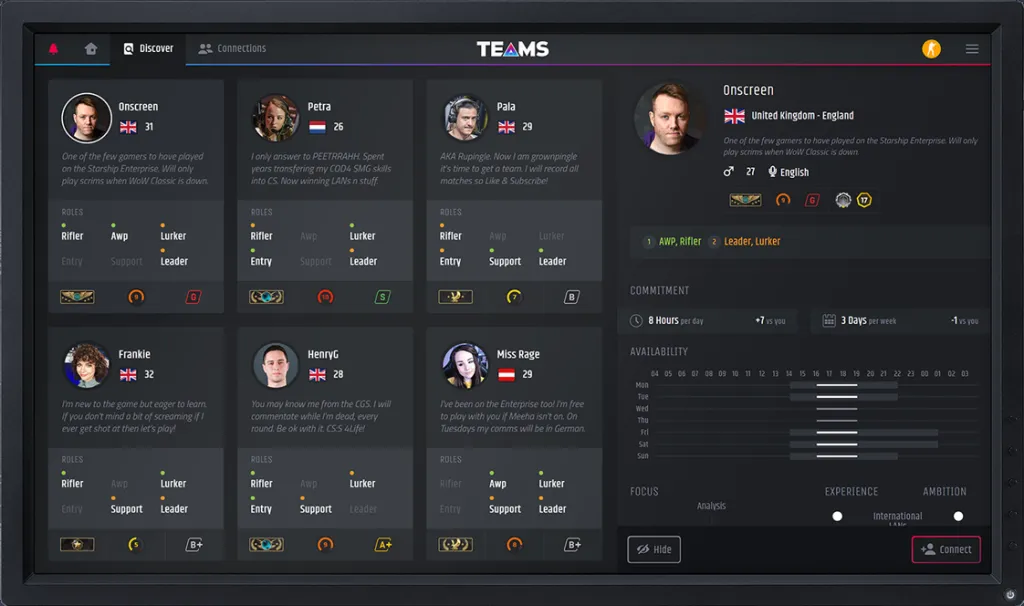 Discover
Connections
TEAMS
Onscreen
31
One of the few gamers to have played
on the Starship Enterprise. Will only
play scrims when WoW Classic is down.
ROLES
Rifler Awp Lurker
Entry Support Leader
9 G
Petra
26
I only answer to PEETRRAHH. Spent
years transfering my COD4 SMG skills
into CS. Now winning LANs n stuff.
ROLES
Rifler Awp Lurker
Entry Support Leader
10 S
Pala
29
AKA Rupingle. Now I am grownpingle
it's time to get a team. I will record all
matches so Like & Subscribe!
ROLES
Rifler Awp Lurker
Entry Support Leader
7 B
Frankie
32
I'm new to the game but eager to learn.
If you don't mind a bit of screaming if I
ever get shot at then let's play!
ROLES
Rifler Awp Lurker
Entry Support Leader
5 B+
HenryG
28
You may know me from the CGS. I will
commentate while I'm dead, every
round. Be ok with it. CS:S 4Life!
ROLES
Rifler Awp Lurker
Entry Support Leader
9 A+
Miss Rage
29
I've been on the Enterprise too! I'm free
to play with you if Meeha isn't on. On
Tuesdays my comms will be in German.
ROLES
Rifler Awp Lurker
Entry Support Leader
8 B+
Onscreen
United Kingdom - England
One of the few gamers to have played on the Starship Enterprise. Will only
play scrims when WoW Classic is down
27 English
9 G 17
1 AWP, Rifler 2 Leader, Lurker
COMMITMENT
8 Hours per day +7 vs you
3 Days per week -1 vs you
AVAILABILITY
04 05 06 07 08 09 10 11 12 13 14 15 16 17 18 19 20 21 22 23 00 01 02 03
Mon
Tue
Wed
Thu
Fri
Sat
Sun
FOCUS EXPERIENCE AMBITION
Analysis
International
LANs
Hide
Connect